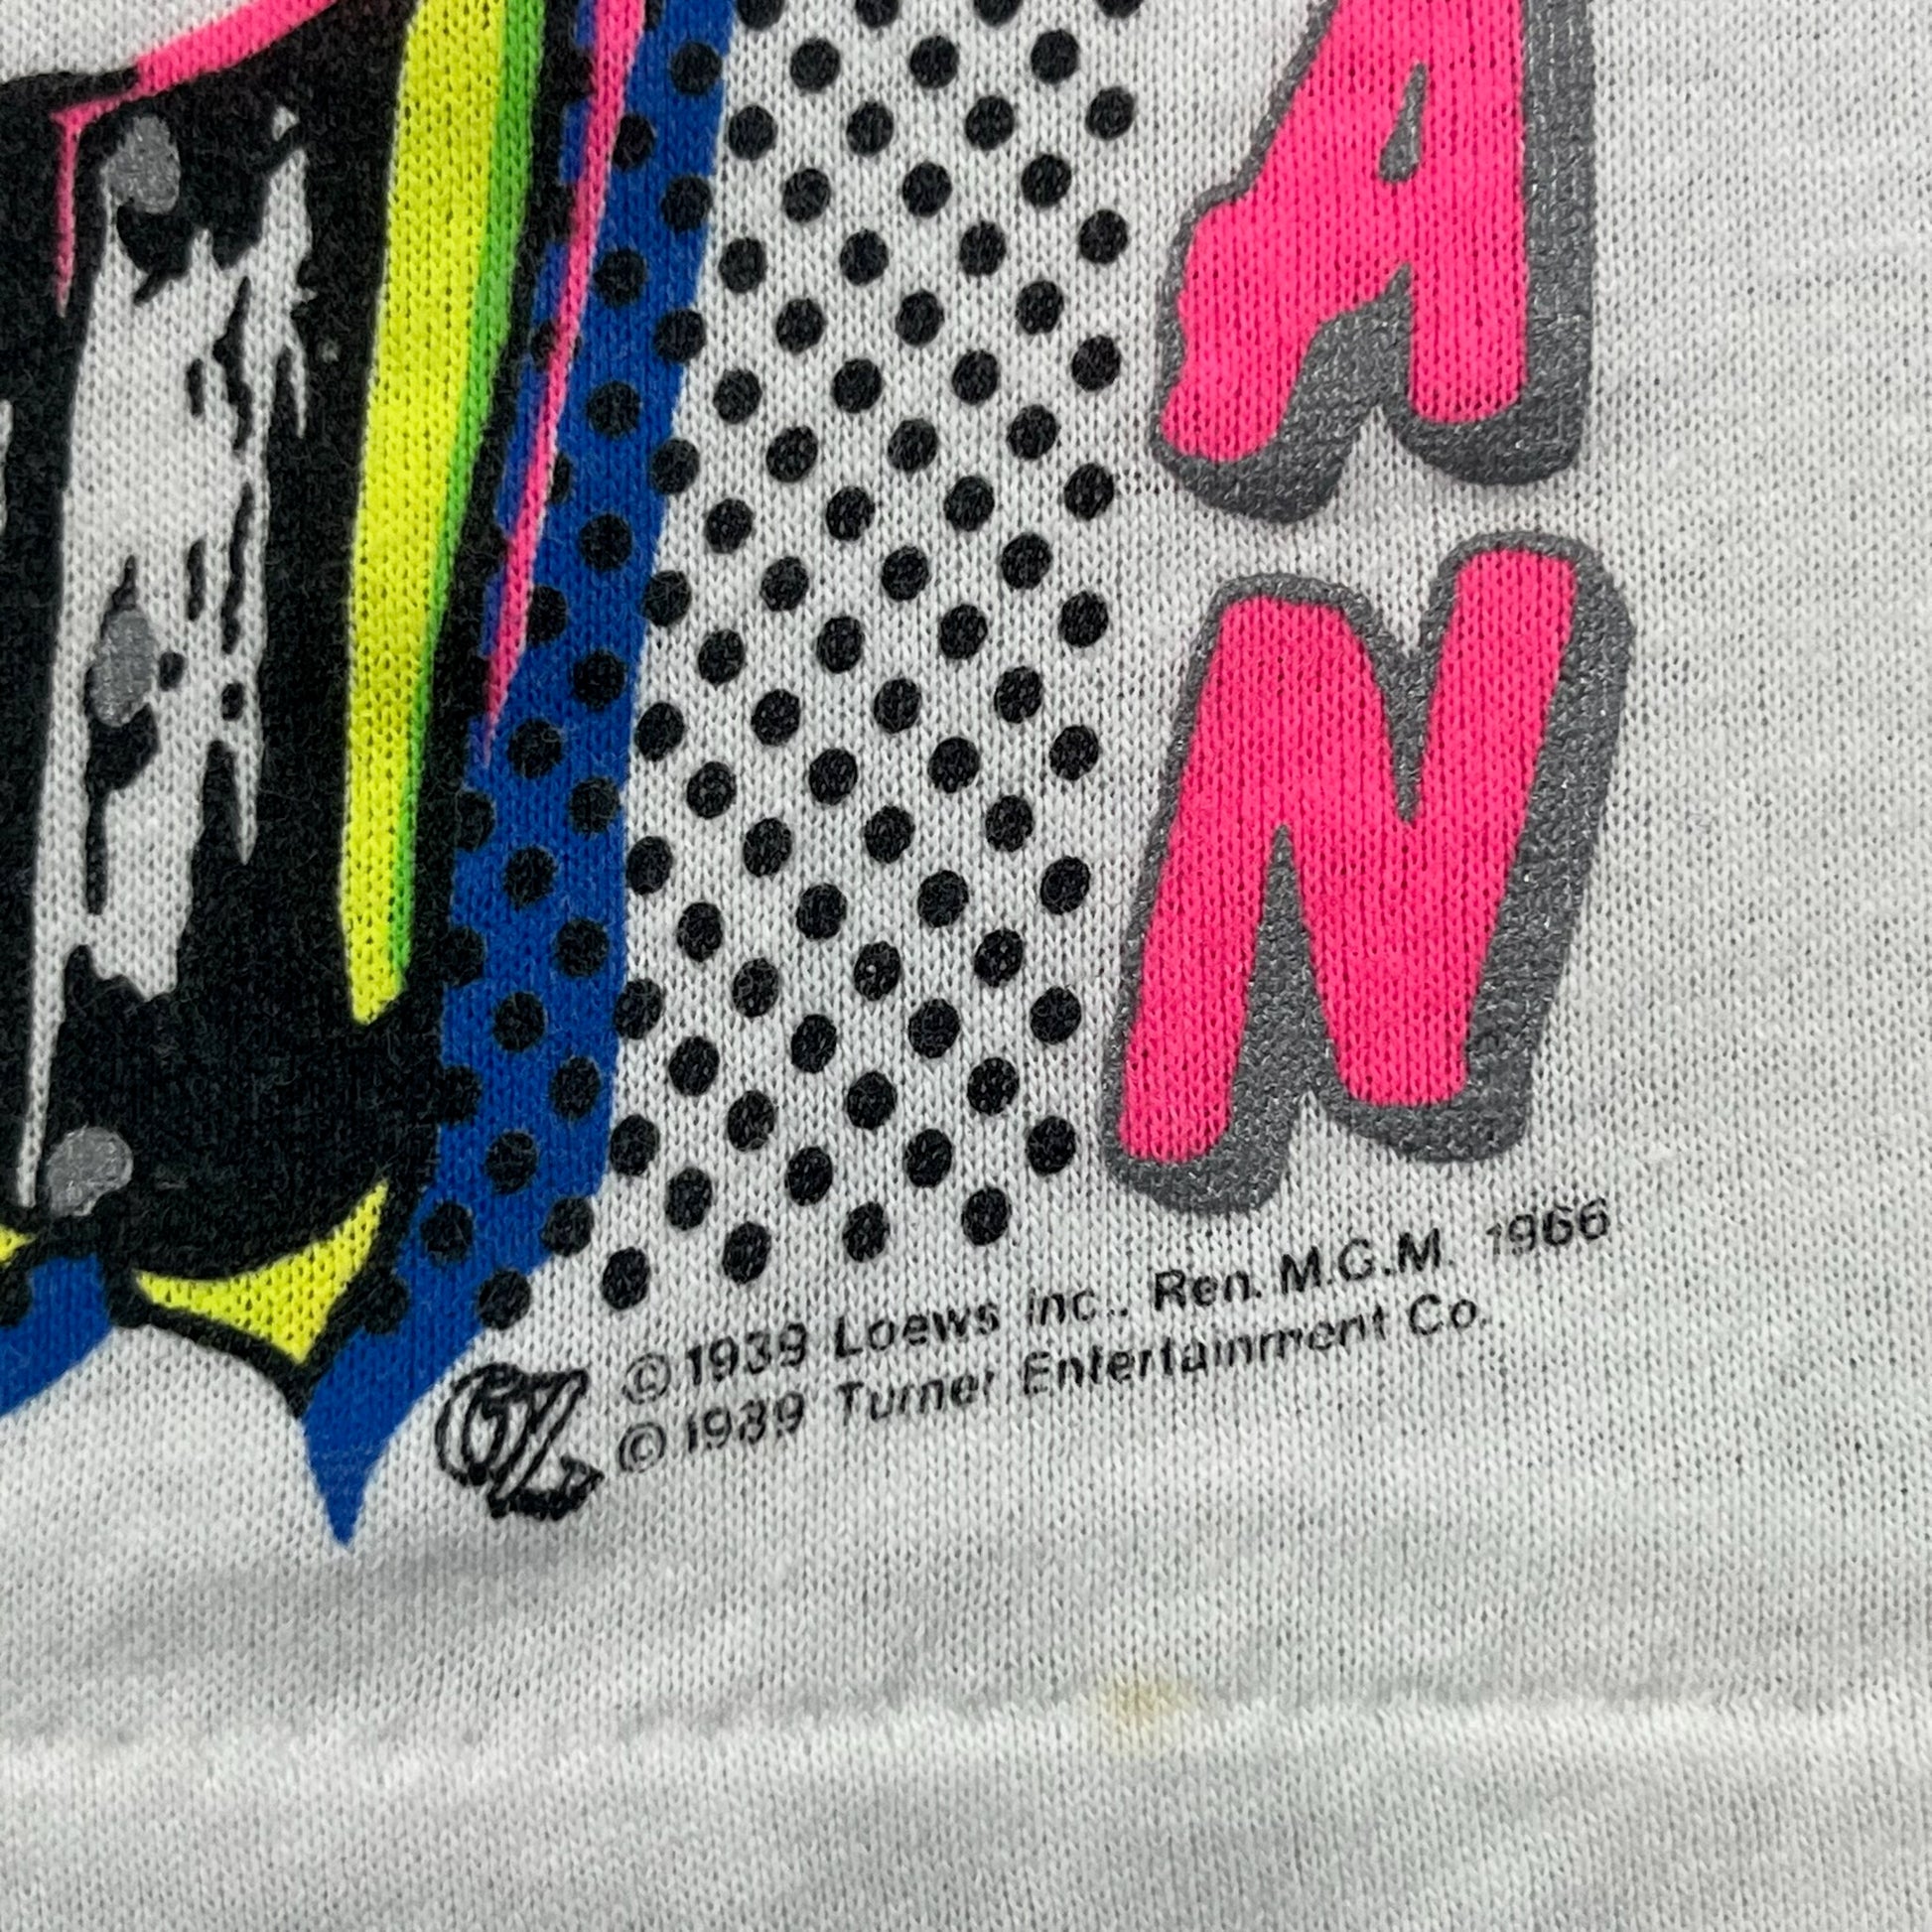 A
N
© 1939 Loews Inc., Ren. M.G.M. 1966
© 1989 Turner Entertainment Co.
OZ